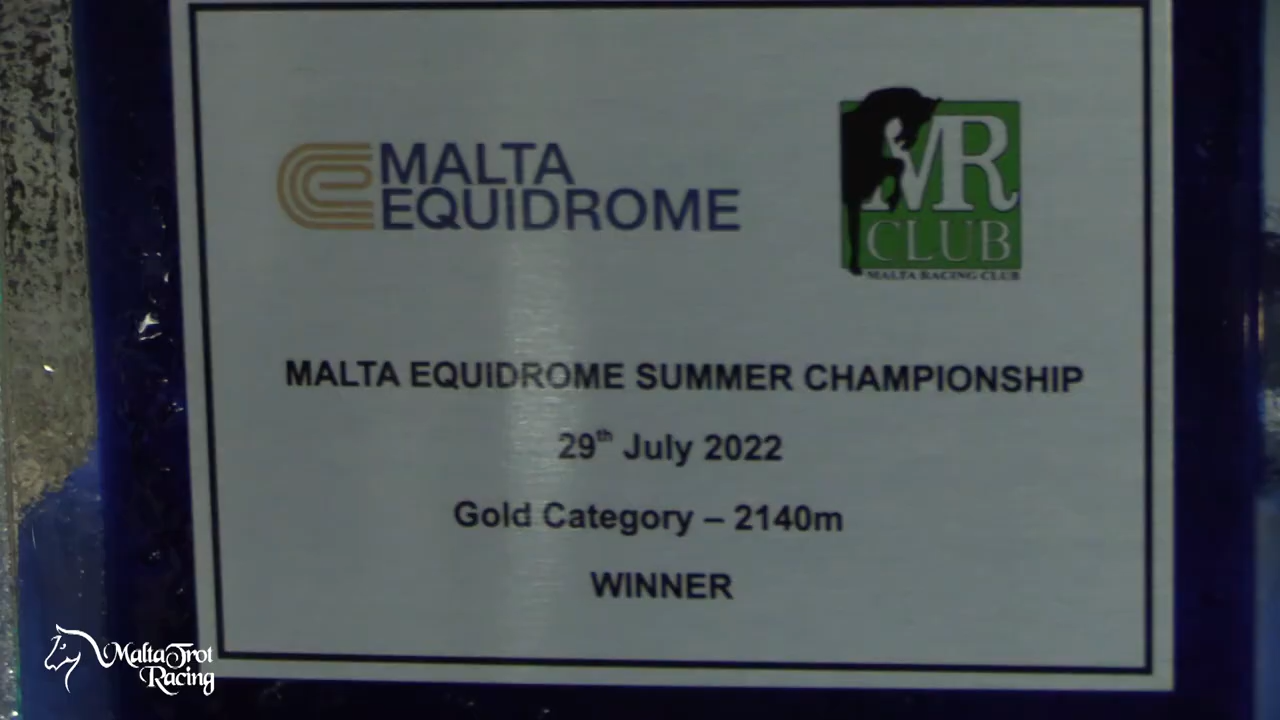 MALTA
EQUIDROME
MR
CLUB
MALTA RACING CLUB
MALTA EQUIDROME SUMMER CHAMPIONSHIP
29th July 2022
Gold Category – 2140m
WINNER
MaltaTrot
Racing